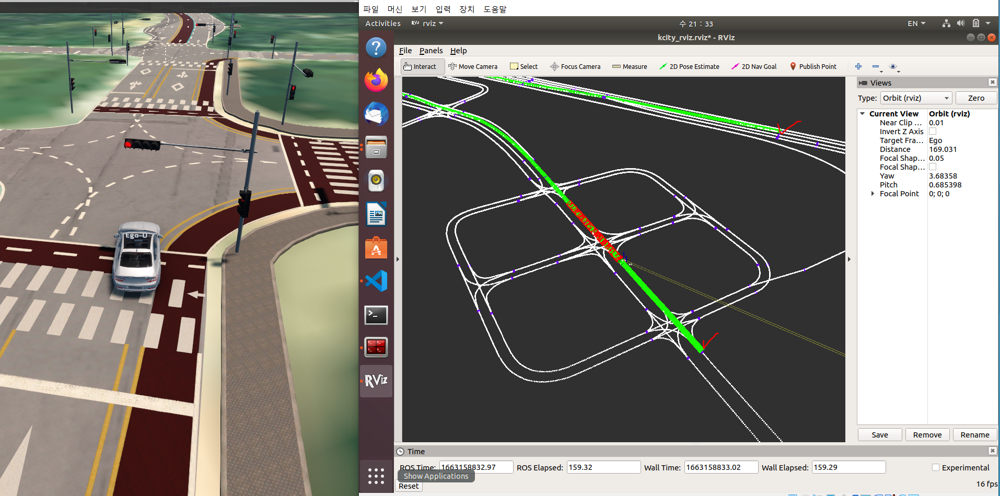 Ego-0
파일 머신 보기 입력 장치 도움말
Activities RViz rviz 수 21 : 33 EN
kcity_rviz.rviz* - RViz
File Panels Help
Interact Move Camera Select Focus Camera Measure 2D Pose Estimate 2D Nav Goal Publish Point
Views
Type: Orbit (rviz) Zero
Current View Orbit (rviz)
Near Clip ... 0.01
Invert Z Axis
Target Fra... Ego
Distance 169.031
Focal Shap... 0.05
Focal Shap...
Yaw 3.68358
Pitch 0.685398
Focal Point 0; 0; 0
RViz
Save Remove Rename
Time
ROS Time: 1663158832.97 ROS Elapsed: 159.32 Wall Time: 1663158833.02 Wall Elapsed: 159.29 Experimental
Show Applications
Reset
16 fps